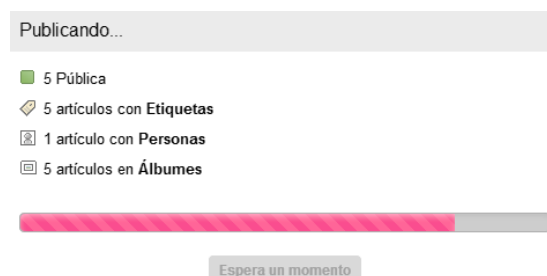 Publicando...
5 Pública
5 artículos con Etiquetas
1 artículo con Personas
5 artículos en Álbumes
Espera un momento